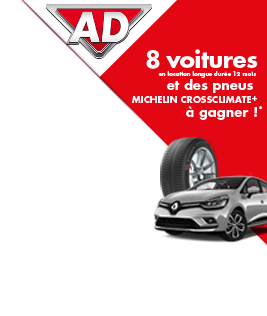 AD
8 voitures
en location longue durée 12 mois
et des pneus
MICHELIN CROSSCLIMATE+
à gagner !*